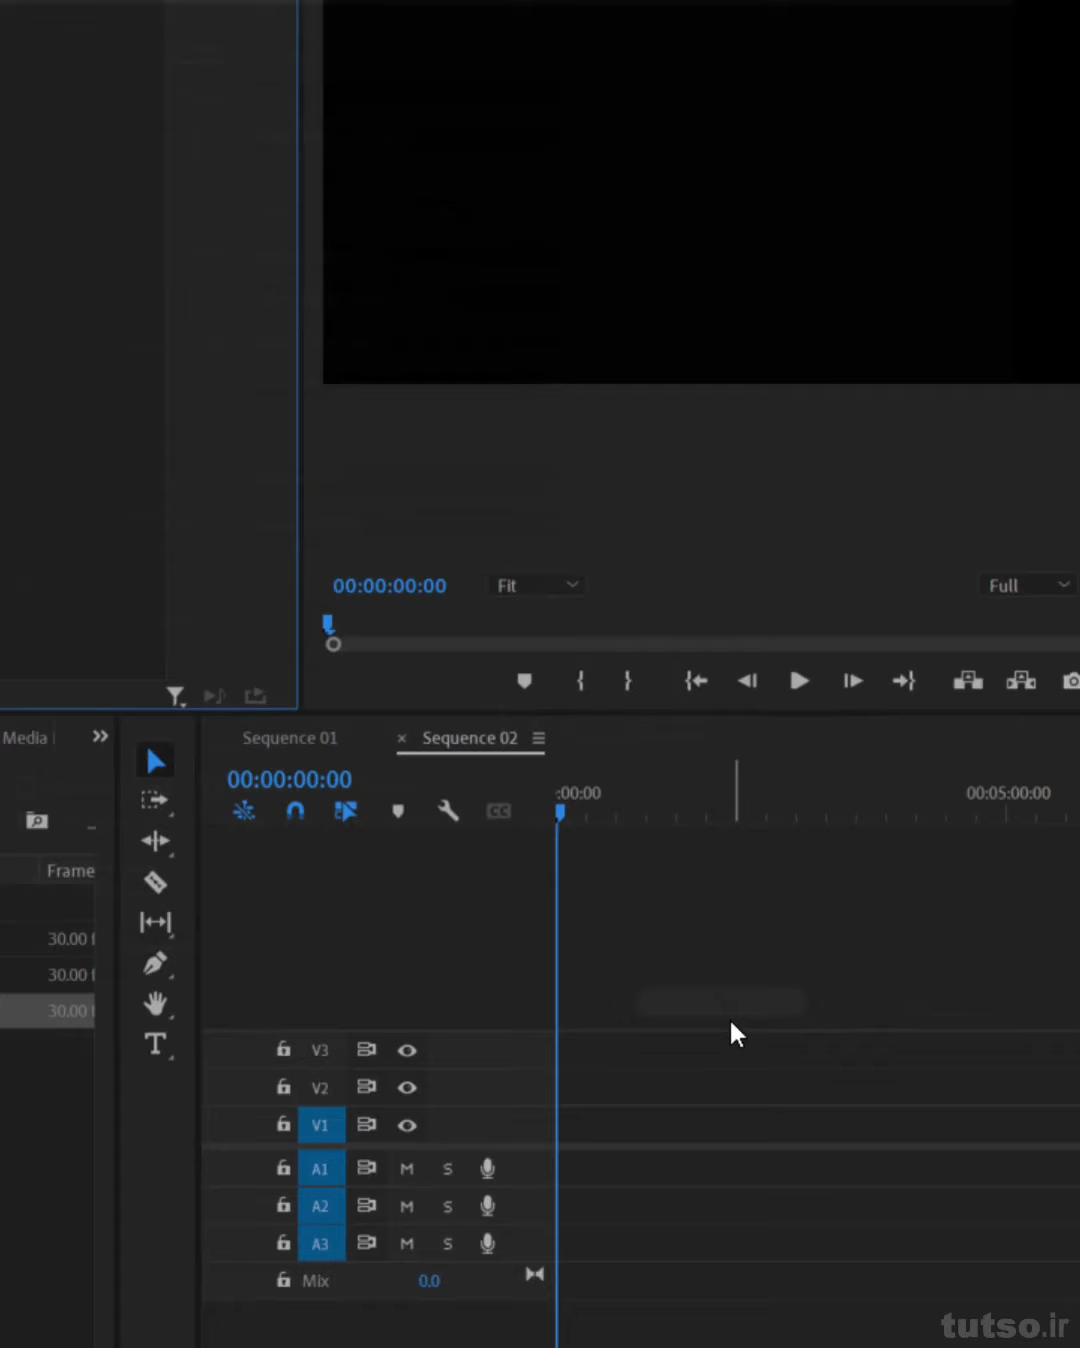 00:00:00:00 Fit Full
Media
Sequence 01 × Sequence 02
00:00:00:00
:00:00 00:05:00:00
CC
Frame
30.00 f
30.00 f
30.00 f
T
V3
V2
V1
A1 M S
A2 M S
A3 M S
Mix 0.0
tutso.ir